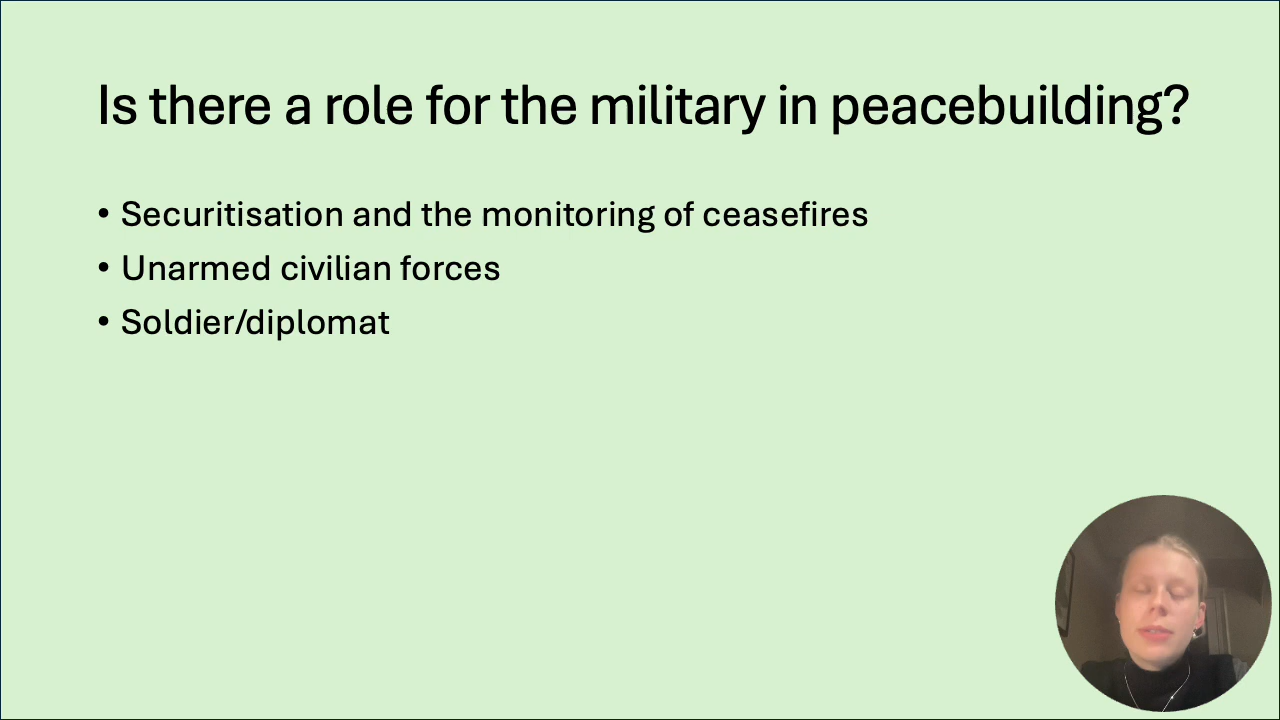 Is there a role for the military in peacebuilding?
• Securitisation and the monitoring of ceasefires
• Unarmed civilian forces
• Soldier/diplomat